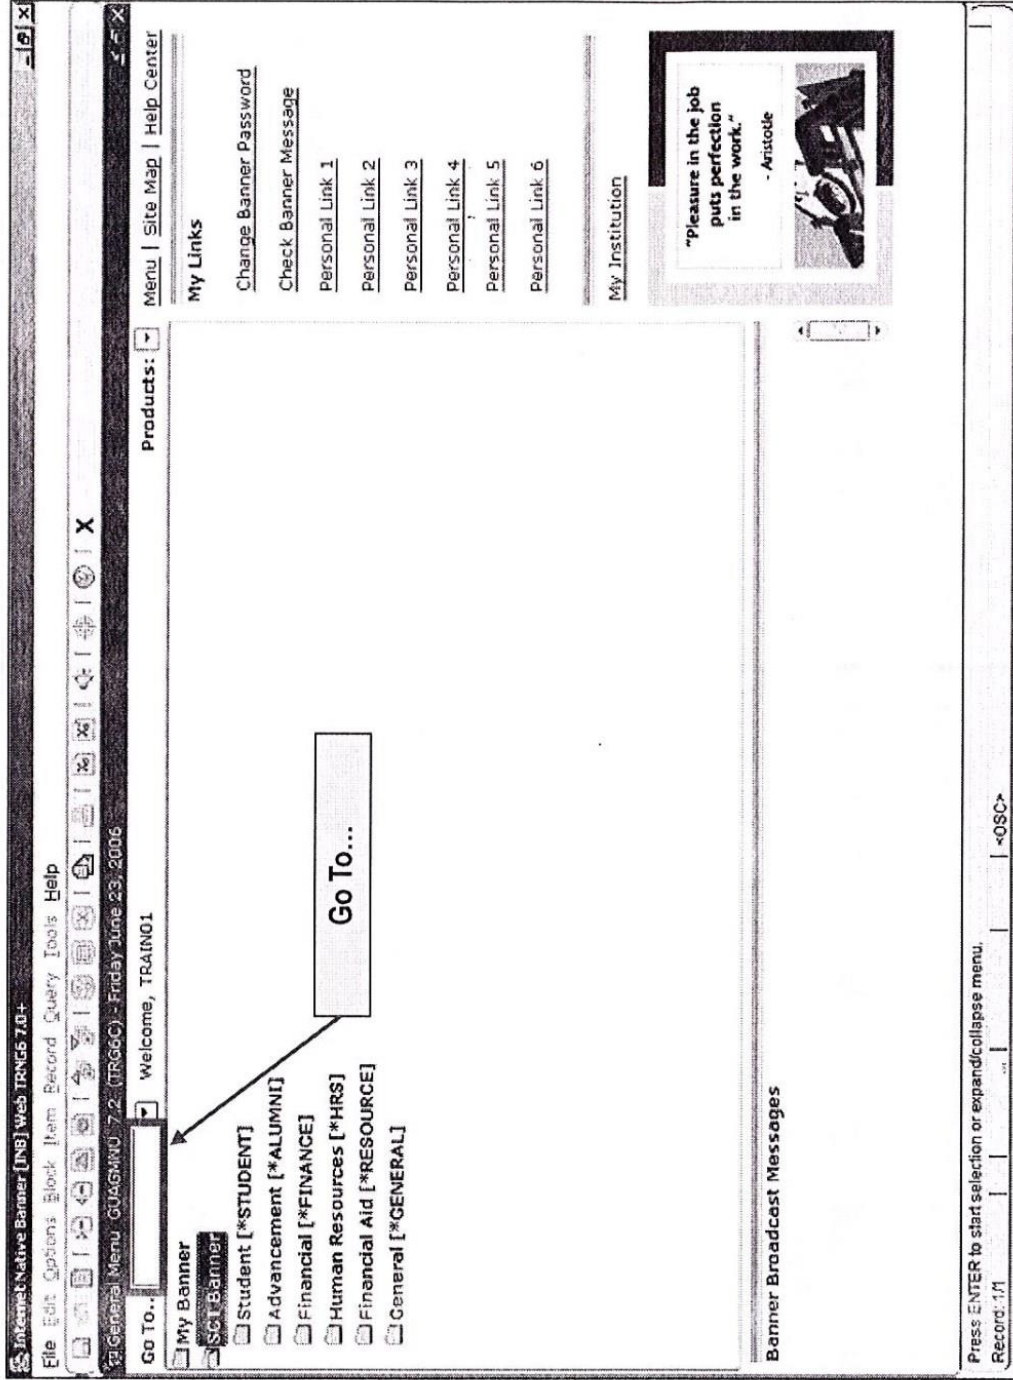 Internet Native Banner [INB] Web TRNG6 7.0+
File Edit Options Block Item Record Query Tools Help
General Menu GUAGMNU 7.2 (TRG6C) - Friday June 23, 2006
Go To... Welcome, TRAIN01 Products: Menu | Site Map | Help Center
My Banner
SCT Banner
Student [*STUDENT]
Advancement [*ALUMNI]
Financial [*FINANCE]
Human Resources [*HRS]
Financial Aid [*RESOURCE]
General [*GENERAL]
Go To...
My Links
Change Banner Password
Check Banner Message
Personal Link 1
Personal Link 2
Personal Link 3
Personal Link 4
Personal Link 5
Personal Link 6
My Institution
"Pleasure in the job
puts perfection
in the work."
- Aristotle
Banner Broadcast Messages
Press ENTER to start selection or expand/collapse menu.
Record: 1/1 <OSC>